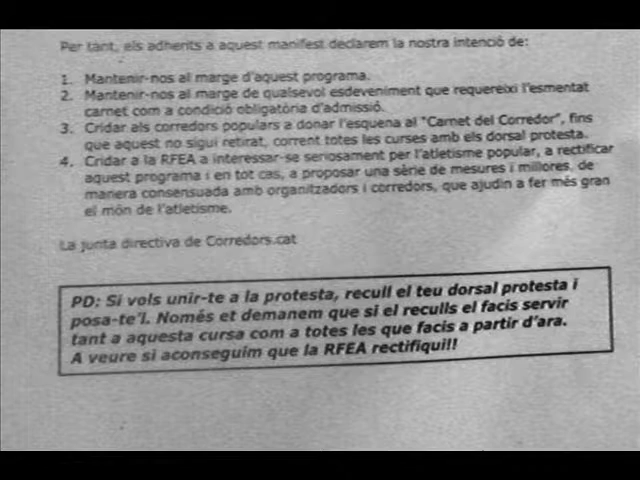 Per tant, els adherits a aquest manifest declarem la nostra intenció de:
1. Mantenir-nos al marge d'aquest programa.
2. Mantenir-nos al marge de qualsevol esdeveniment que requereixi l'esmentat
carnet com a condició obligatòria d'admissió.
3. Cridar als corredors populars a donar l'esquena al "Carnet del Corredor", fins
que aquest no sigui retirat, corrent totes les curses amb els dorsal protesta.
4. Cridar a la RFEA a interessar-se seriosament per l'atletisme popular, a rectificar
aquest programa i en tot cas, a proposar una sèrie de mesures i millores, de
manera consensuada amb organitzadors i corredors, que ajudin a fer més gran
el món de l'atletisme.
La junta directiva de Corredors.cat
PD: Si vols unir-te a la protesta, recull el teu dorsal protesta i
posa-te'l. Només et demanem que si el reculls el facis servir
tant a aquesta cursa com a totes les que facis a partir d'ara.
A veure si aconseguim que la RFEA rectifiqui!!